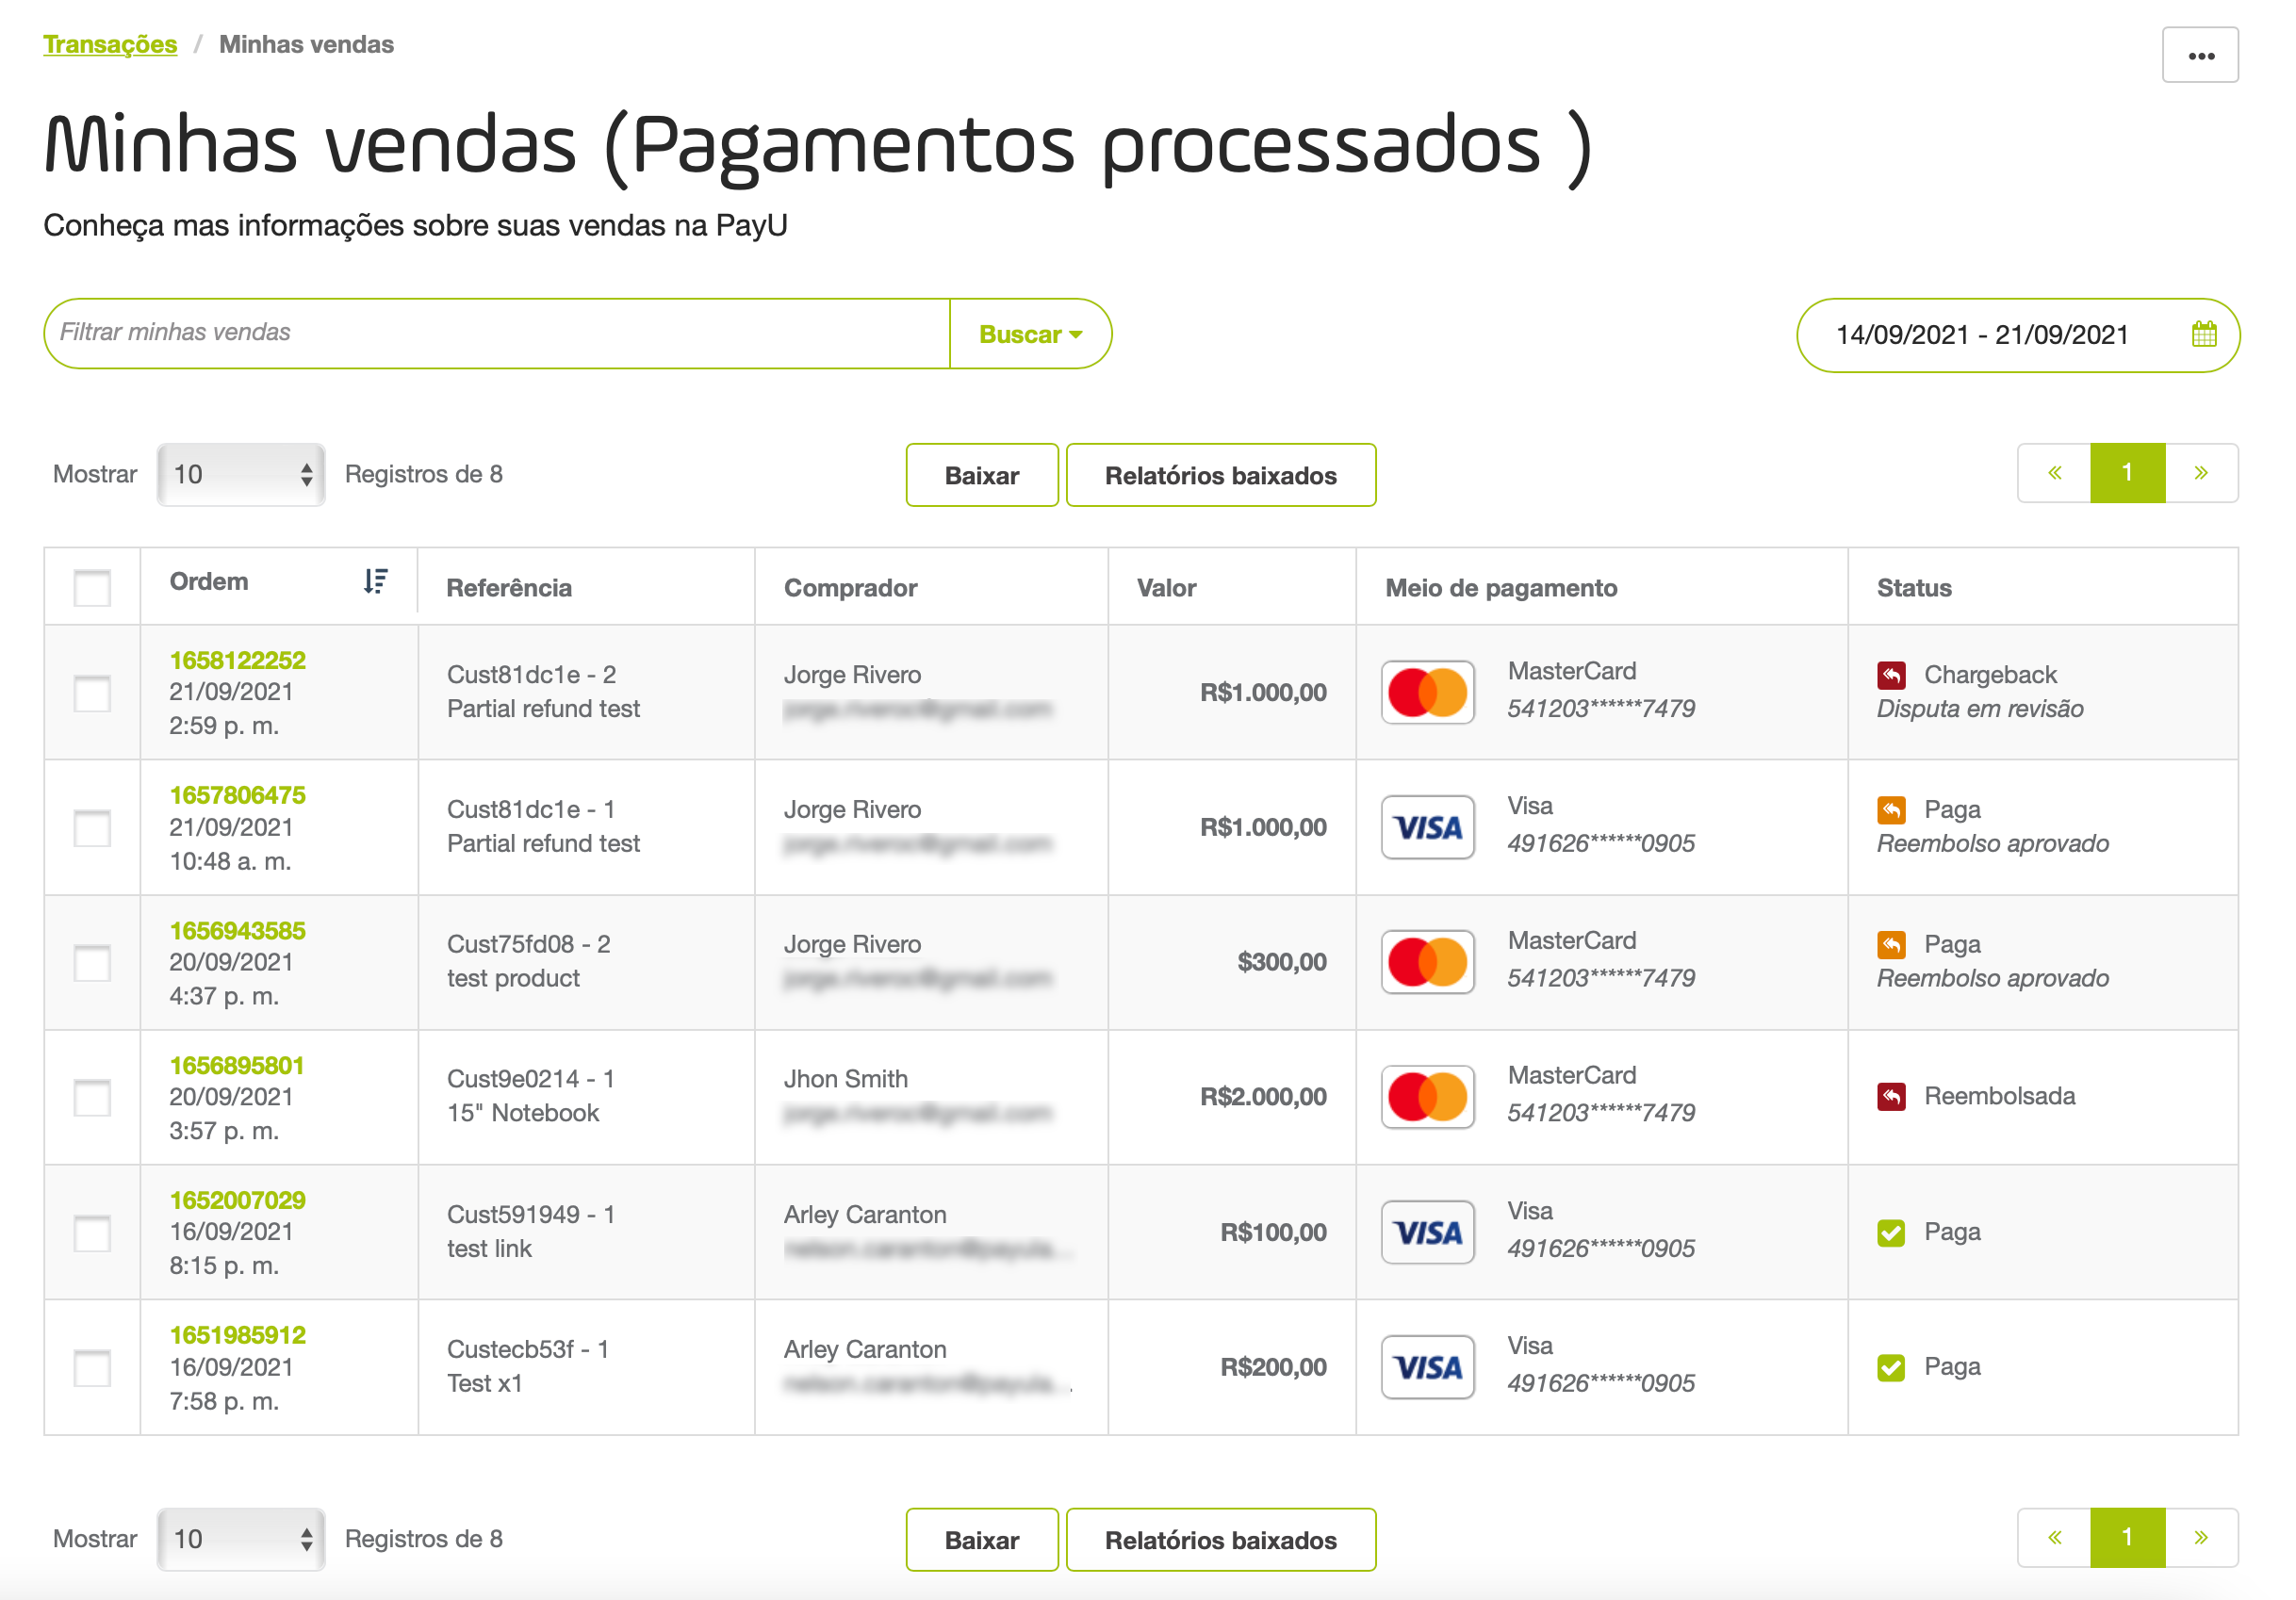 Transações / Minhas vendas
•••
Minhas vendas (Pagamentos processados )
Conheça mas informações sobre suas vendas na PayU
Filtrar minhas vendas
Buscar
14/09/2021 - 21/09/2021
Mostrar 10 Registros de 8
Baixar
Relatórios baixados
« 1 »
Ordem Referência Comprador Valor Meio de pagamento Status
1658122252
21/09/2021
2:59 p. m.
Cust81dc1e - 2
Partial refund test
Jorge Rivero
R$1.000,00
MasterCard
541203******7479
Chargeback
Disputa em revisão
1657806475
21/09/2021
10:48 a. m.
Cust81dc1e - 1
Partial refund test
Jorge Rivero
R$1.000,00
VISA
Visa
491626******0905
Paga
Reembolso aprovado
1656943585
20/09/2021
4:37 p. m.
Cust75fd08 - 2
test product
Jorge Rivero
$300,00
MasterCard
541203******7479
Paga
Reembolso aprovado
1656895801
20/09/2021
3:57 p. m.
Cust9e0214 - 1
15" Notebook
Jhon Smith
R$2.000,00
MasterCard
541203******7479
Reembolsada
1652007029
16/09/2021
8:15 p. m.
Cust591949 - 1
test link
Arley Caranton
R$100,00
VISA
Visa
491626******0905
Paga
1651985912
16/09/2021
7:58 p. m.
Custecb53f - 1
Test x1
Arley Caranton
R$200,00
VISA
Visa
491626******0905
Paga
Mostrar 10 Registros de 8
Baixar
Relatórios baixados
« 1 »